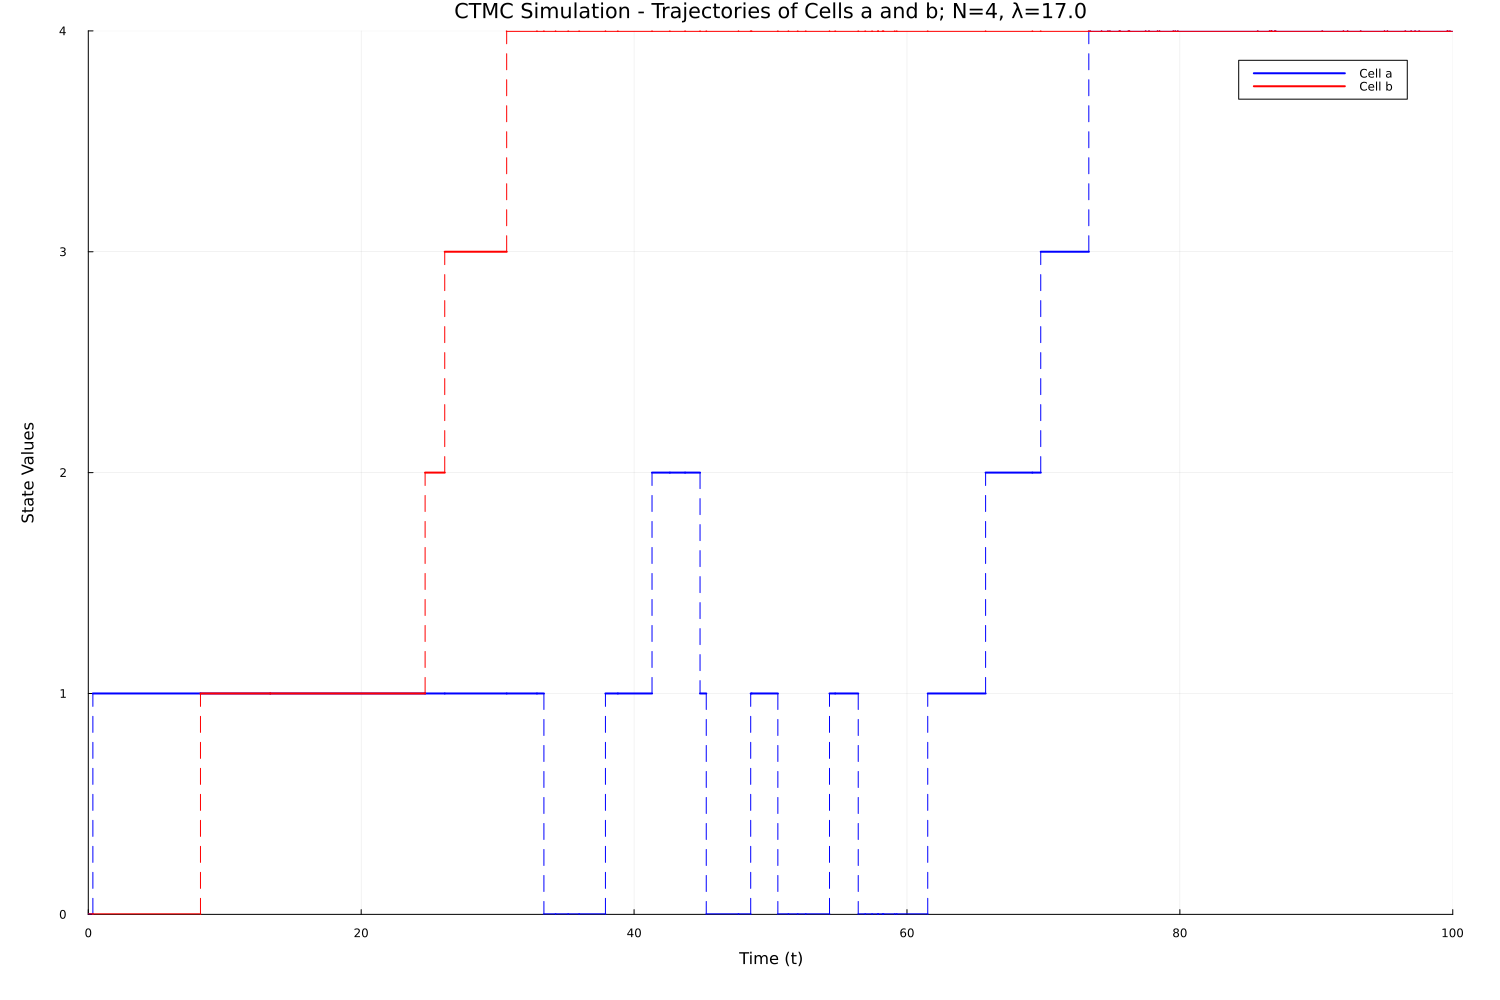 CTMC Simulation - Trajectories of Cells a and b; N=4, λ=17.0
4
Cell a
Cell b
3
State Values
2
1
0
0 20 40 60 80 100
Time (t)